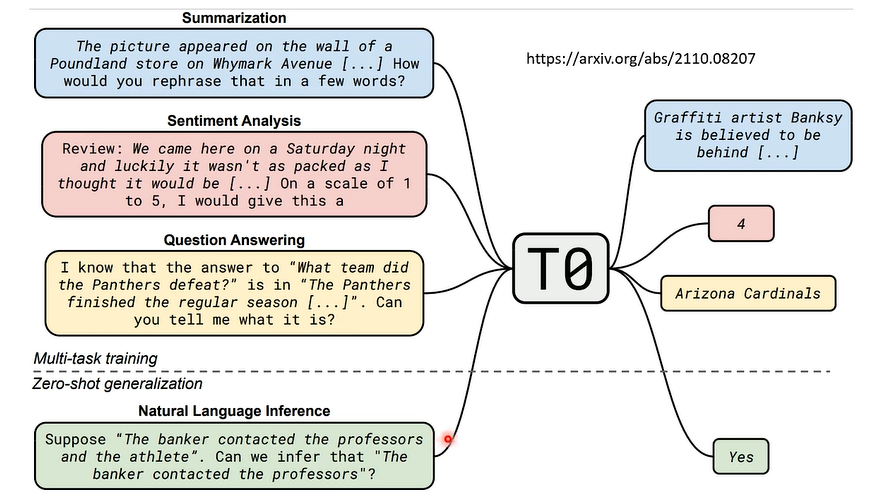 Summarization
The picture appeared on the wall of a
Poundland store on Whymark Avenue [...] How
would you rephrase that in a few words?
https://arxiv.org/abs/2110.08207
Graffiti artist Banksy
is believed to be
behind [...]
Sentiment Analysis
Review: We came here on a Saturday night
and luckily it wasn't as packed as I
thought it would be [...] On a scale of 1
to 5, I would give this a
4
Question Answering
I know that the answer to “What team did
the Panthers defeat?” is in “The Panthers
finished the regular season [...]”. Can
you tell me what it is?
T0
Arizona Cardinals
Multi-task training
Zero-shot generalization
Natural Language Inference
Suppose “The banker contacted the professors
and the athlete”. Can we infer that "The
banker contacted the professors"?
Yes